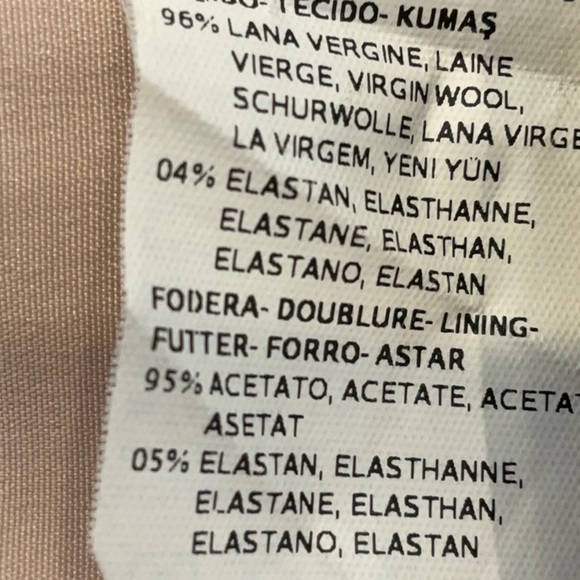 TECIDO- KUMAŞ
96% LANA VERGINE, LAINE
VIERGE, VIRGIN WOOL,
SCHURWOLLE, LANA VIRGE
LA VIRGEM, YENI YÜN
04% ELASTAN, ELASTHANNE,
ELASTANE, ELASTHAN,
ELASTANO, ELASTAN
FODERA- DOUBLURE- LINING-
FUTTER- FORRO- ASTAR
95% ACETATO, ACETATE, ACETAT
ASETAT
05% ELASTAN, ELASTHANNE,
ELASTANE, ELASTHAN,
ELASTANO, ELASTAN